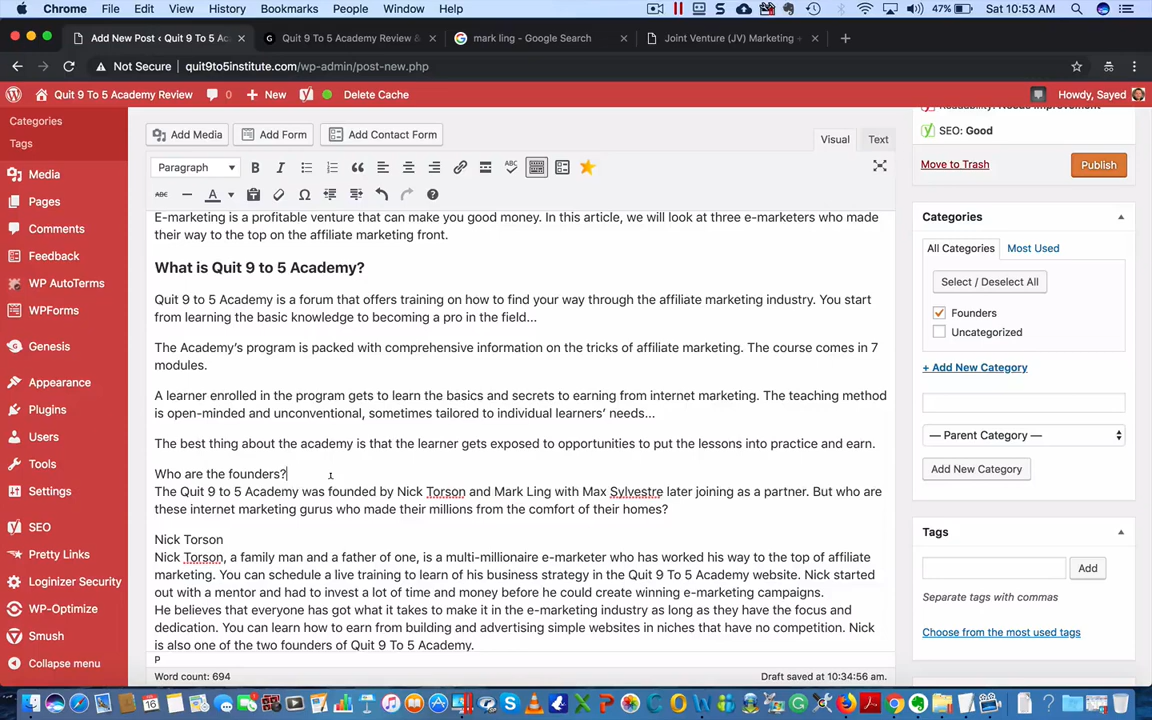 Chrome File Edit View History Bookmarks People Window Help 47% Sat 10:53 AM
Add New Post ‹ Quit 9 To 5 Ac Quit 9 To 5 Academy Review & mark ling - Google Search Joint Venture (JV) Marketing -
Not Secure quit9to5institute.com/wp-admin/post-new.php
Quit 9 To 5 Academy Review 0 New Delete Cache Howdy, Sayed
Categories
Tags
Media
Pages
Comments
Feedback
WP AutoTerms
WPForms
Genesis
Appearance
Plugins
Users
Tools
Settings
SEO
Pretty Links
Loginizer Security
WP-Optimize
Smush
Collapse menu
Add Media Add Form Add Contact Form Visual Text
Paragraph B I ABC
ABC A Ω ?
E-marketing is a profitable venture that can make you good money. In this article, we will look at three e-marketers who made
their way to the top on the affiliate marketing front.
What is Quit 9 to 5 Academy?
Quit 9 to 5 Academy is a forum that offers training on how to find your way through the affiliate marketing industry. You start
from learning the basic knowledge to becoming a pro in the field...
The Academy's program is packed with comprehensive information on the tricks of affiliate marketing. The course comes in 7
modules.
A learner enrolled in the program gets to learn the basics and secrets to earning from internet marketing. The teaching method
is open-minded and unconventional, sometimes tailored to individual learners' needs...
The best thing about the academy is that the learner gets exposed to opportunities to put the lessons into practice and earn.
Who are the founders?
The Quit 9 to 5 Academy was founded by Nick Torson and Mark Ling with Max Sylvestre later joining as a partner. But who are
these internet marketing gurus who made their millions from the comfort of their homes?
Nick Torson
Nick Torson, a family man and a father of one, is a multi-millionaire e-marketer who has worked his way to the top of affiliate
marketing. You can schedule a live training to learn of his business strategy in the Quit 9 To 5 Academy website. Nick started
out with a mentor and had to invest a lot of time and money before he could create winning e-marketing campaigns.
He believes that everyone has got what it takes to make it in the e-marketing industry as long as they have the focus and
dedication. You can learn how to earn from building and advertising simple websites in niches that have no competition. Nick
is also one of the two founders of Quit 9 To 5 Academy.
P
Word count: 694 Draft saved at 10:34:56 am.
Readability: Needs improvement
SEO: Good
Move to Trash Publish
Categories
All Categories Most Used
Select / Deselect All
Founders
Uncategorized
+ Add New Category
— Parent Category —
Add New Category
Tags
Add
Separate tags with commas
Choose from the most used tags